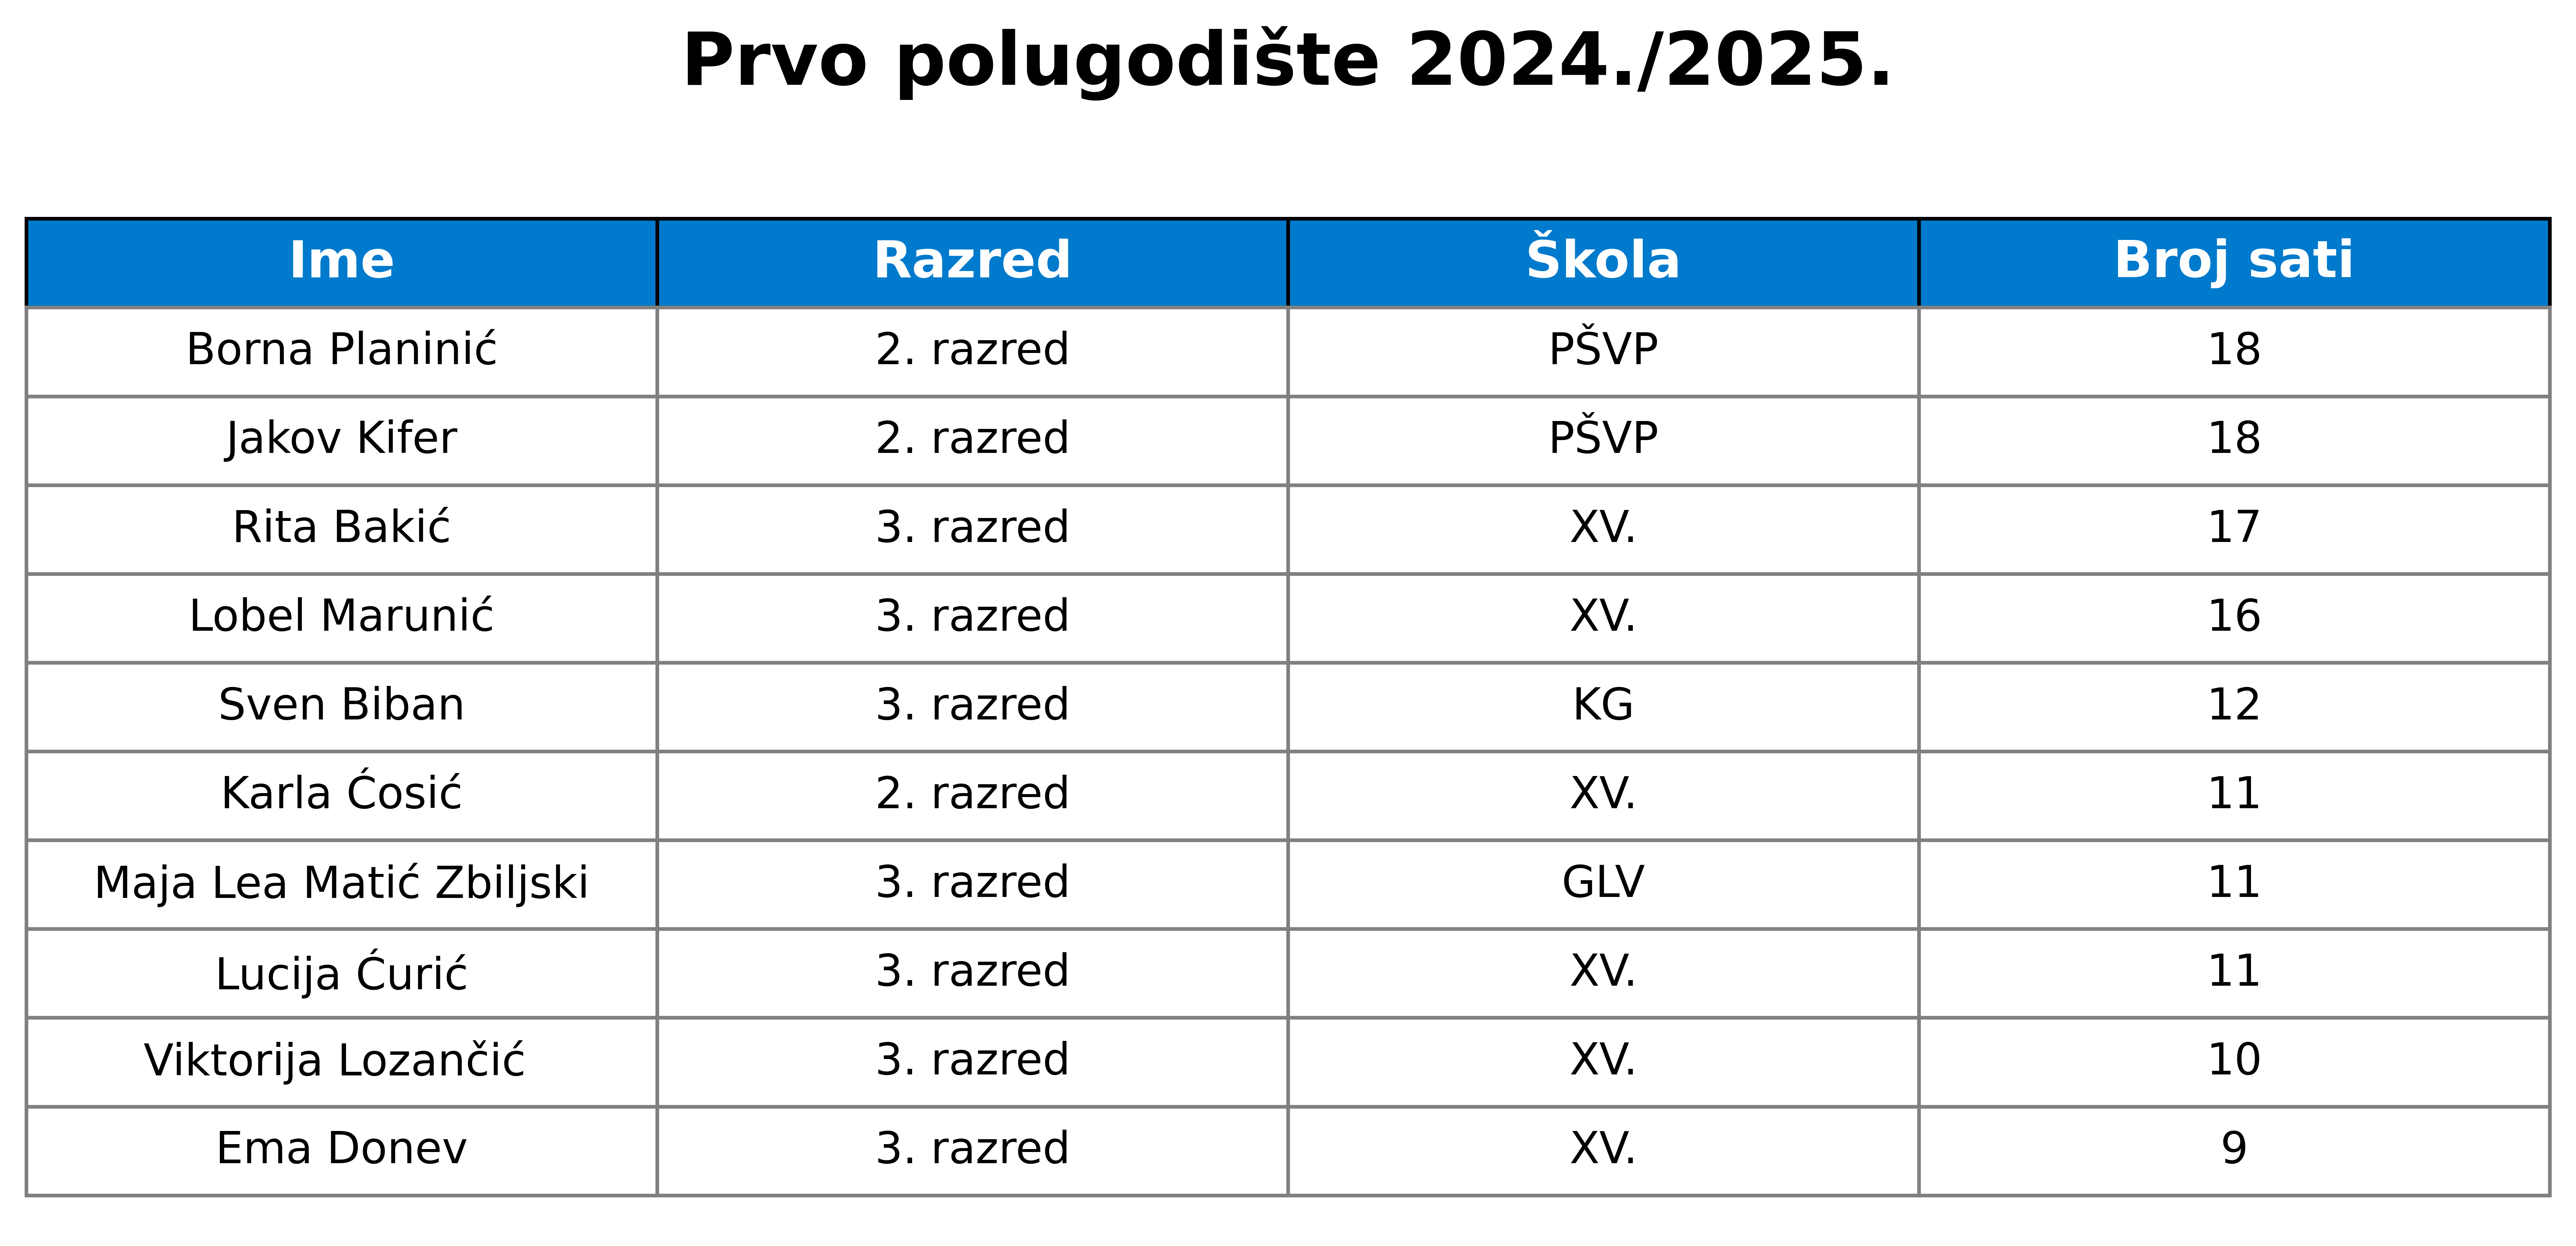 Prvo polugodište 2024./2025.
Ime Razred Škola Broj sati
Borna Planinić 2. razred PŠVP 18
Jakov Kifer 2. razred PŠVP 18
Rita Bakić 3. razred XV. 17
Lobel Marunić 3. razred XV. 16
Sven Biban 3. razred KG 12
Karla Ćosić 2. razred XV. 11
Maja Lea Matić Zbiljski 3. razred GLV 11
Lucija Ćurić 3. razred XV. 11
Viktorija Lozančić 3. razred XV. 10
Ema Donev 3. razred XV. 9